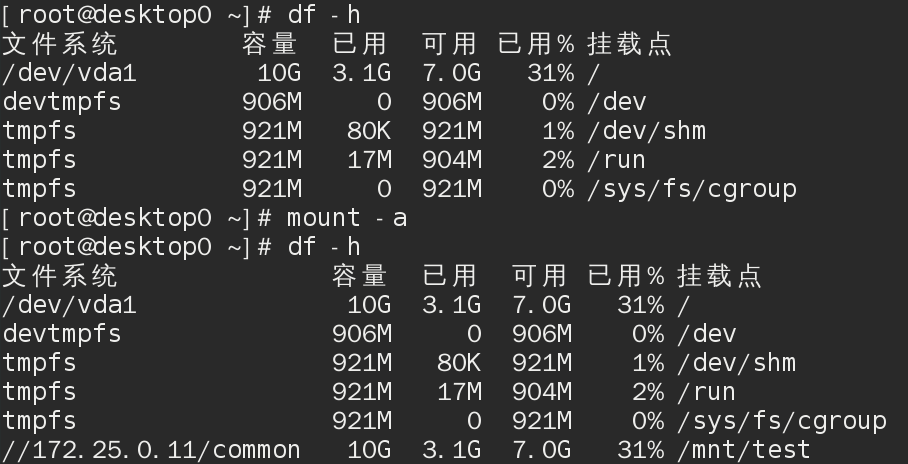 [root@desktop0 ~]# df -h
文件系统 容量 已用 可用 已用% 挂载点
/dev/vda1 10G 3.1G 7.0G 31% /
devtmpfs 906M 0 906M 0% /dev
tmpfs 921M 80K 921M 1% /dev/shm
tmpfs 921M 17M 904M 2% /run
tmpfs 921M 0 921M 0% /sys/fs/cgroup
[root@desktop0 ~]# mount -a
[root@desktop0 ~]# df -h
文件系统 容量 已用 可用 已用% 挂载点
/dev/vda1 10G 3.1G 7.0G 31% /
devtmpfs 906M 0 906M 0% /dev
tmpfs 921M 80K 921M 1% /dev/shm
tmpfs 921M 17M 904M 2% /run
tmpfs 921M 0 921M 0% /sys/fs/cgroup
//172.25.0.11/common 10G 3.1G 7.0G 31% /mnt/test